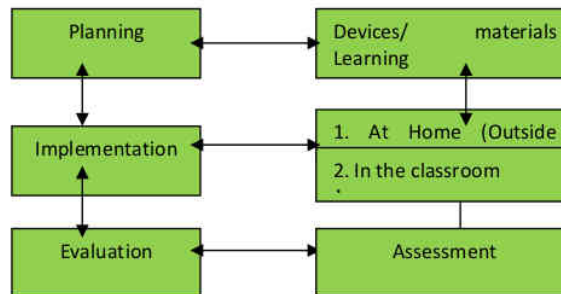 Planning
Devices/ materials
Learning
Implementation
1. At Home (Outside
2. In the classroom
Evaluation
Assessment